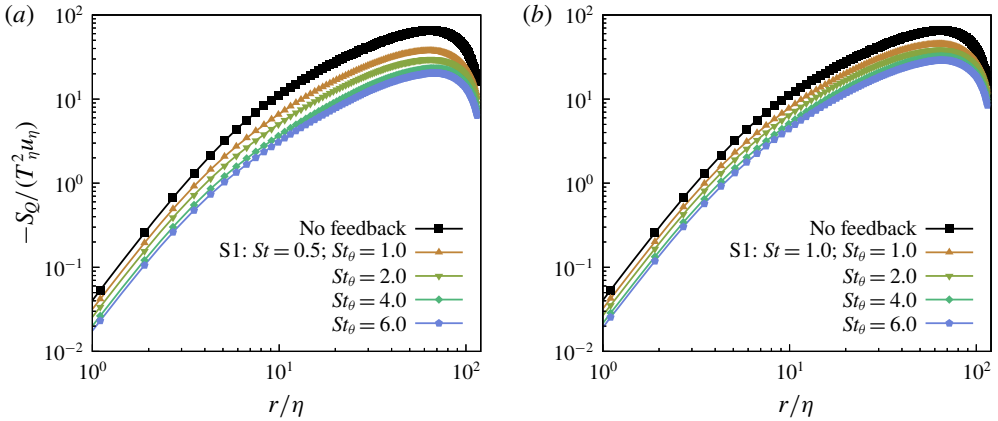 (a)
10²
10¹
10⁰
10⁻¹
10⁻²
−S_Q/(T_η² u_η)
No feedback
S1: St = 0.5; St_θ = 1.0
St_θ = 2.0
St_θ = 4.0
St_θ = 6.0
10⁰ 10¹ 10²
r/η
(b)
10²
10¹
10⁰
10⁻¹
10⁻²
No feedback
S1: St = 1.0; St_θ = 1.0
St_θ = 2.0
St_θ = 4.0
St_θ = 6.0
10⁰ 10¹ 10²
r/η